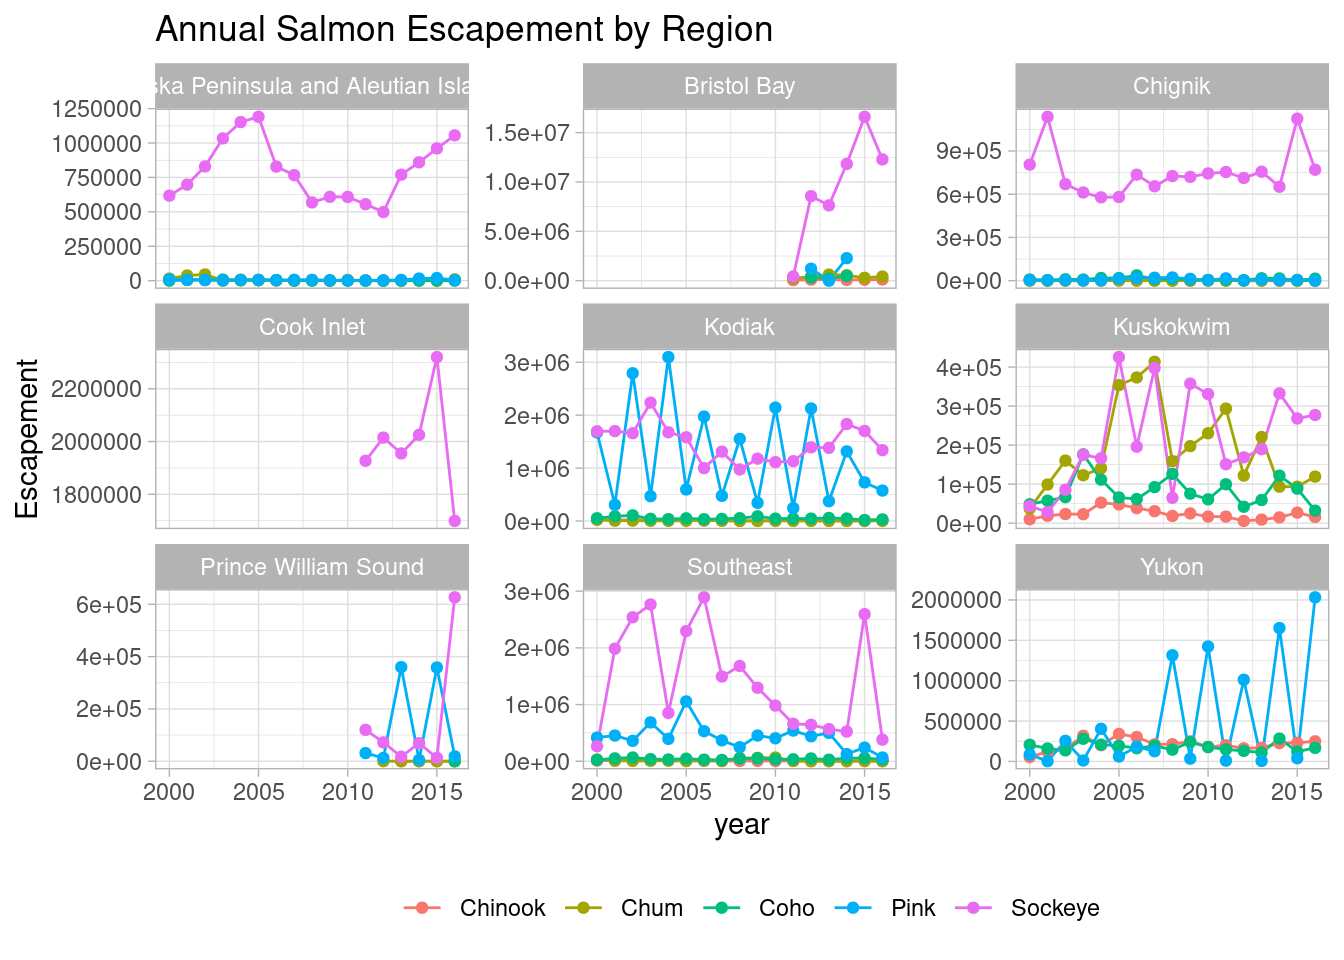 Annual Salmon Escapement by Region
ska Peninsula and Aleutian Isla
Bristol Bay
Chignik
1250000
1000000
750000
500000
250000
0
1.5e+07
1.0e+07
5.0e+06
0.0e+00
9e+05
6e+05
3e+05
0e+00
Cook Inlet
Kodiak
Kuskokwim
2200000
2000000
1800000
3e+06
2e+06
1e+06
0e+00
4e+05
3e+05
2e+05
1e+05
0e+00
Escapement
Prince William Sound
Southeast
Yukon
6e+05
4e+05
2e+05
0e+00
3e+06
2e+06
1e+06
0e+00
2000000
1500000
1000000
500000
0
2000 2005 2010 2015
2000 2005 2010 2015
2000 2005 2010 2015
year
Chinook Chum Coho Pink Sockeye